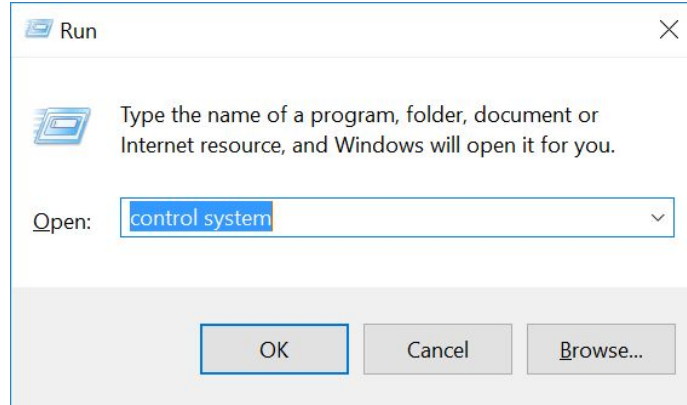 Run
Type the name of a program, folder, document or
Internet resource, and Windows will open it for you.
Open: control system
OK Cancel Browse...